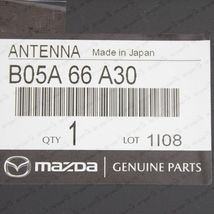 ANTENNA Made in Japan
B05A 66 A30
QTY 1 LOT 1I08
mazda GENUINE PARTS